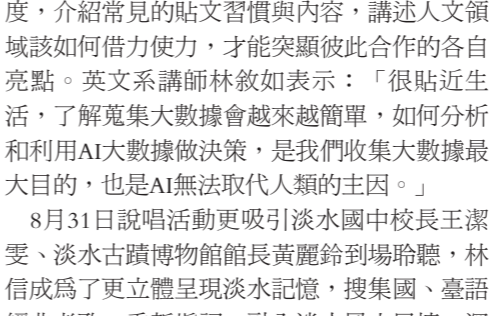 度，介紹常見的貼文習慣與內容，講述人文領
域該如何借力使力，才能突顯彼此合作的各自
亮點。英文系講師林敘如表示：「很貼近生
活，了解蒐集大數據會越來越簡單，如何分析
和利用AI大數據做決策，是我們收集大數據最
大目的，也是AI無法取代人類的主因。」
8月31日說唱活動更吸引淡水國中校長王潔
雯、淡水古蹟博物館館長黃麗鈴到場聆聽，林
信成爲了更立體呈現淡水記憶，搜集國、臺語